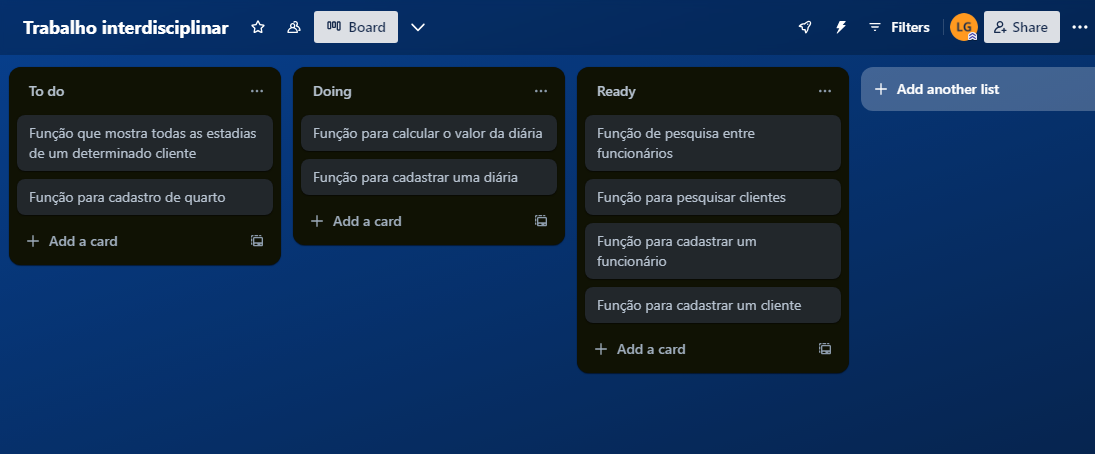 Trabalho interdisciplinar
Board
Filters
LG
Share
To do
Função que mostra todas as estadias
de um determinado cliente
Função para cadastro de quarto
Add a card
Doing
Função para calcular o valor da diária
Função para cadastrar uma diária
Add a card
Ready
Função de pesquisa entre
funcionários
Função para pesquisar clientes
Função para cadastrar um
funcionário
Função para cadastrar um cliente
Add a card
Add another list